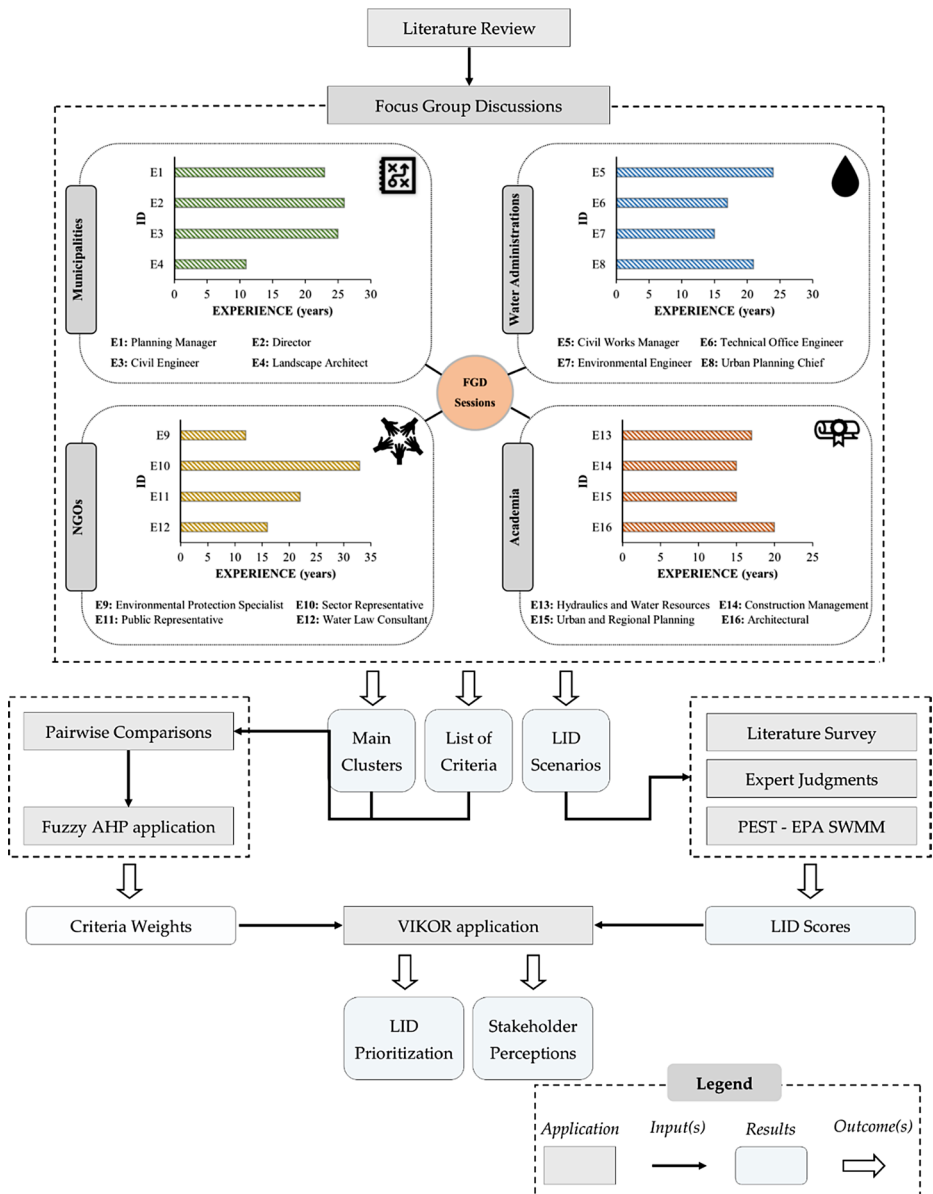 Literature Review
Focus Group Discussions
Municipalities
ID
E1
E2
E3
E4
0 5 10 15 20 25 30
EXPERIENCE (years)
E1: Planning Manager E2: Director
E3: Civil Engineer E4: Landscape Architect
Water Administrations
ID
E5
E6
E7
E8
0 5 10 15 20 25 30
EXPERIENCE (years)
E5: Civil Works Manager E6: Technical Office Engineer
E7: Environmental Engineer E8: Urban Planning Chief
FGD
Sessions
NGOs
ID
E9
E10
E11
E12
0 5 10 15 22 22 33 35
EXPERIENCE (years)
E9: Environmental Protection Specialist E10: Sector Representative
E11: Public Representative E12: Water Law Consultant
Academia
ID
E13
E14
E15
E16
0 5 10 15 20 25
EXPERIENCE (years)
E13: Hydraulics and Water Resources E14: Construction Management
E15: Urban and Regional Planning E16: Architectural
Main
Clusters
List of
Criteria
LID
Scenarios
Pairwise Comparisons
Fuzzy AHP application
Literature Survey
Expert Judgments
PEST - EPA SWMM
Criteria Weights
VIKOR application
LID Scores
LID
Prioritization
Stakeholder
Perceptions
Legend
Application Input(s) Results Outcome(s)